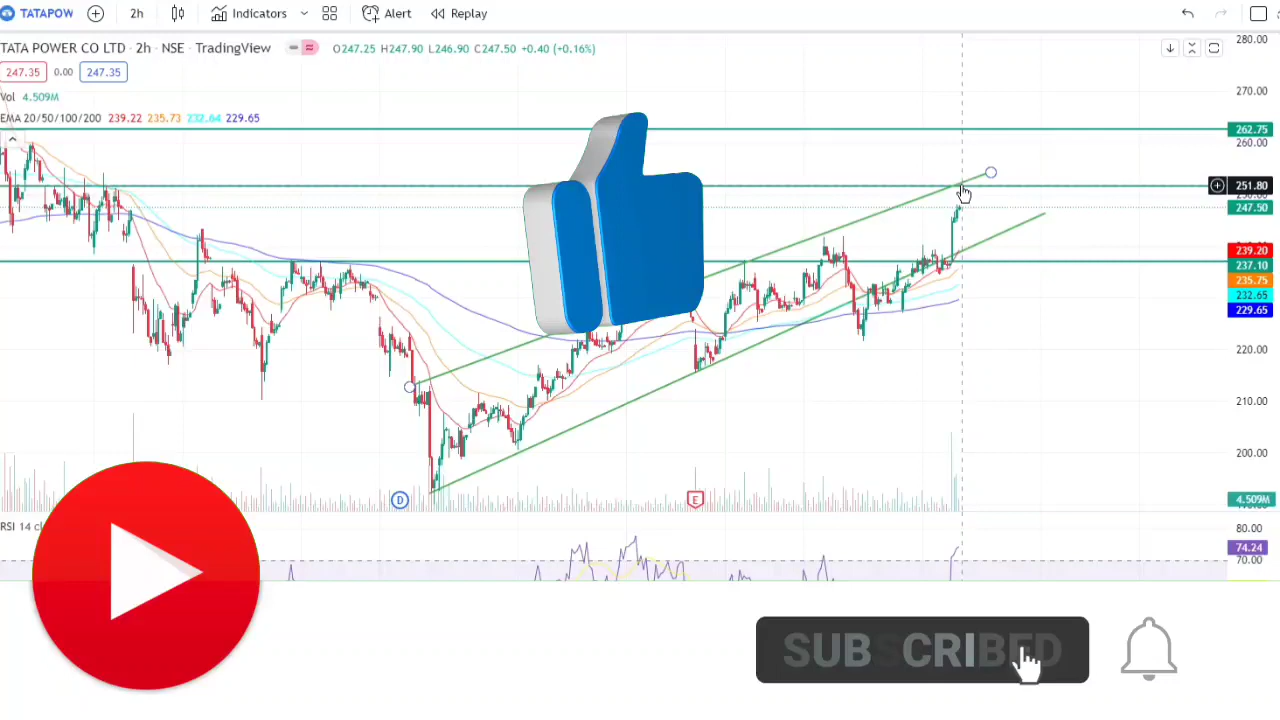 TATAPOW 2h Indicators Alert Replay
TATA POWER CO LTD · 2h · NSE · TradingView O247.25 H247.90 L246.90 C247.50 +0.40 (+0.16%)
247.35 0.00 247.35
Vol 4.509M
EMA 20/50/100/200 239.22 235.73 232.64 229.65
280.00
270.00
262.75
260.00
251.80
247.50
239.20
237.10
235.75
232.65
229.65
220.00
210.00
200.00
D
E
4.509M
RSI 14
80.00
74.24
70.00
SUBSCRIBED